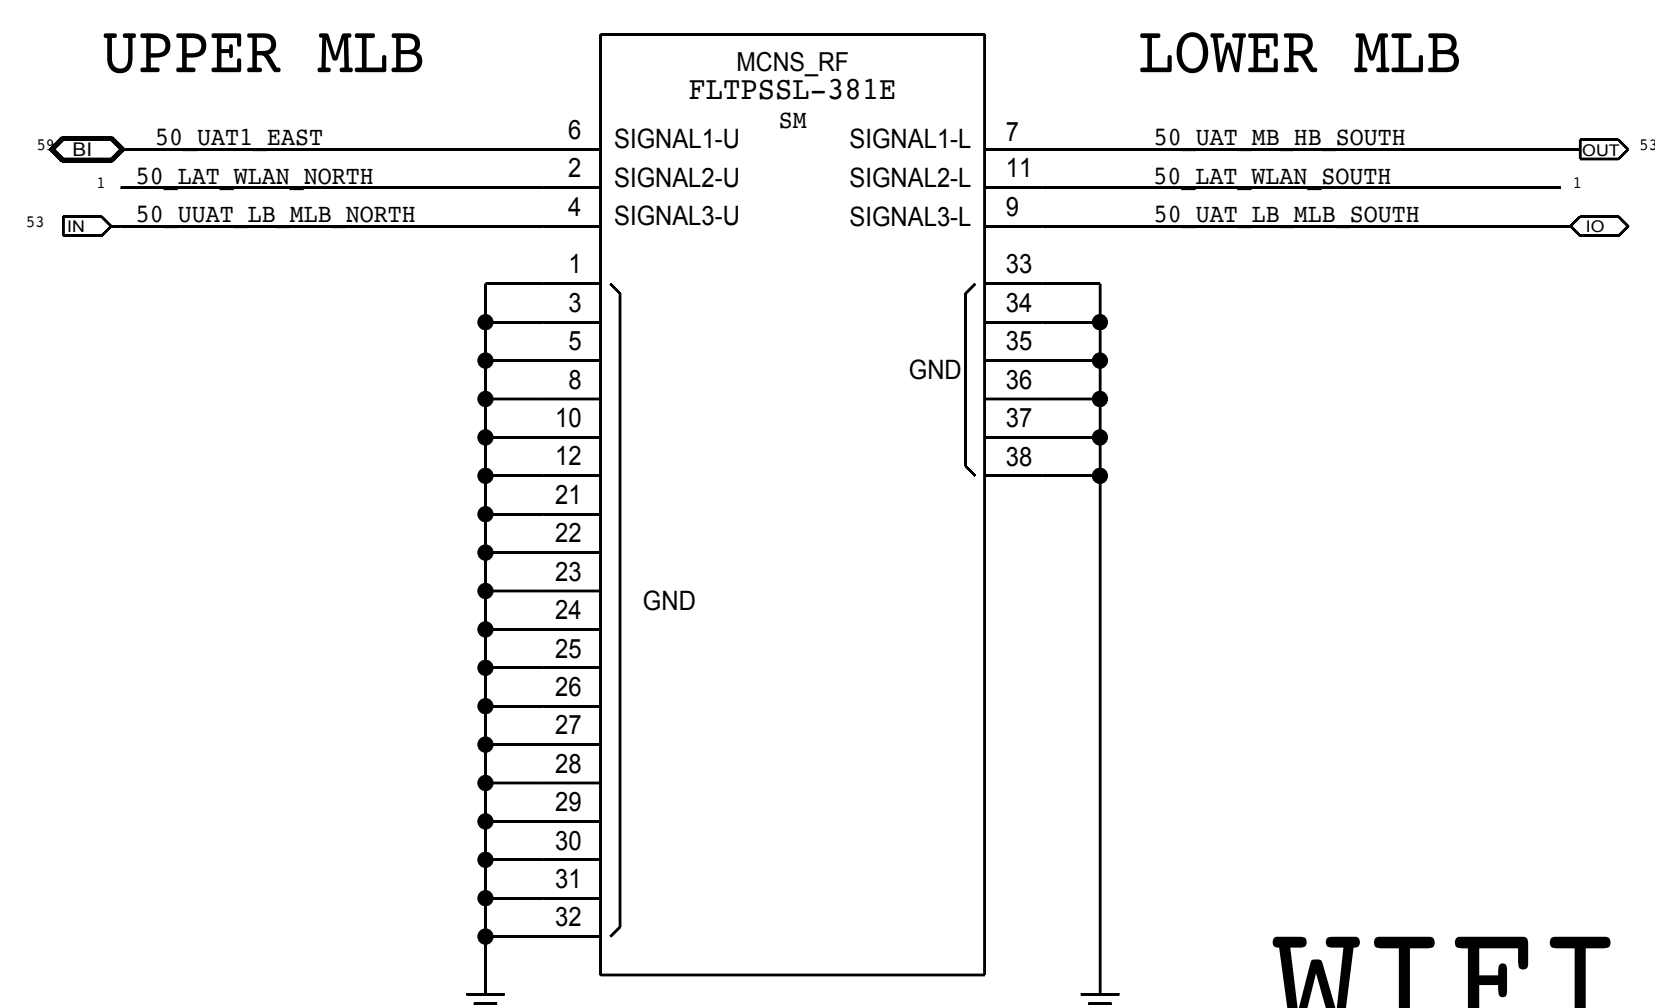 UPPER MLB
LOWER MLB
MCNS_RF
FLTPSSL-381E
SM
59 BI 50_UAT1_EAST 6 SIGNAL1-U SIGNAL1-L 7 50_UAT_MB_HB_SOUTH OUT 53
1 50_LAT_WLAN_NORTH 2 SIGNAL2-U SIGNAL2-L 11 50_LAT_WLAN_SOUTH 1
53 IN 50_UUAT_LB_MLB_NORTH 4 SIGNAL3-U SIGNAL3-L 9 50_UAT_LB_MLB_SOUTH IO
1 33
3 34
5 35
GND
8 36
10 37
12 38
21
22
23
GND
24
25
26
27
28
29
30
31
32
WIFI